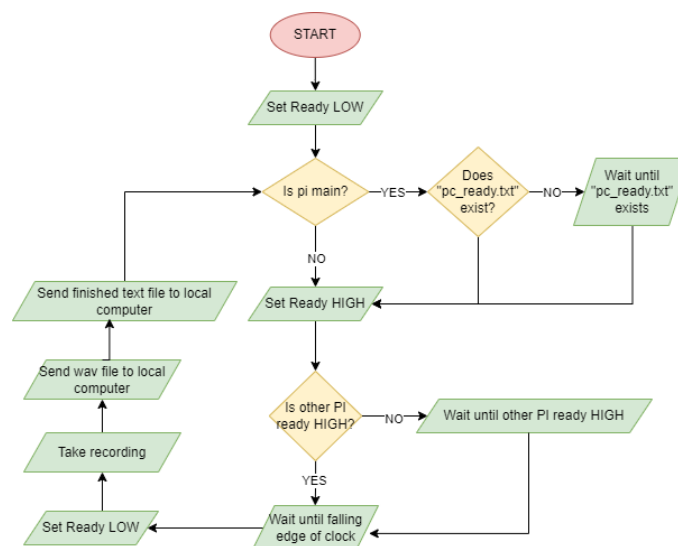 START
Set Ready LOW
Is pi main?
YES
Does
"pc_ready.txt"
exist?
NO
Wait until
"pc_ready.txt"
exists
NO
Send finished text file to local
computer
Set Ready HIGH
Send wav file to local
computer
Is other PI
ready HIGH?
NO
Wait until other PI ready HIGH
Take recording
YES
Set Ready LOW
Wait until falling
edge of clock